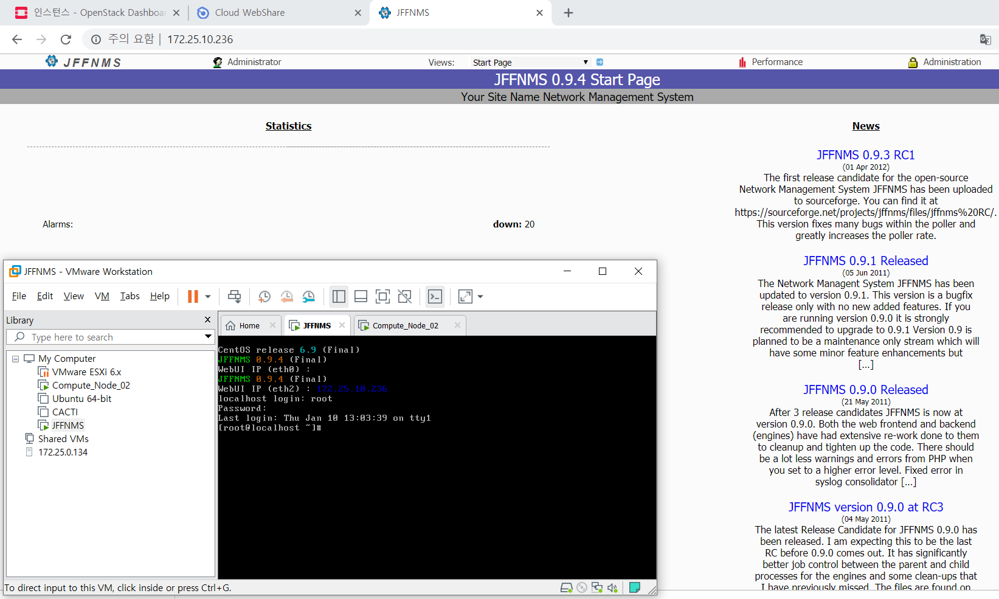 인스턴스 - OpenStack Dashboa
Cloud WebShare
JFFNMS
주의 요함 | 172.25.10.236
JFFNMS
Administrator
Views:
Start Page
Performance
Administration
JFFNMS 0.9.4 Start Page
Your Site Name Network Management System
Statistics
Alarms:
down: 20
News
JFFNMS 0.9.3 RC1
(01 Apr 2012)
The first release candidate for the open-source
Network Management System JFFNMS has been uploaded
to sourceforge. You can find it at
https://sourceforge.net/projects/jffnms/files/jffnms%20RC/.
This version fixes many bugs within the poller and
greatly increases the poller rate.
JFFNMS 0.9.1 Released
(05 Jun 2011)
The Network Managent System JFFNMS has been
updated to version 0.9.1. This version is a bugfix
release only with no new added features. If you
are running version 0.9.0 it is strongly
recommended to upgrade to 0.9.1 Version 0.9 is
planned to be a maintenance only stream which will
have some minor feature enhancements but
[...]
JFFNMS 0.9.0 Released
(21 May 2011)
After 3 release candidates JFFNMS is now at
version 0.9.0. Both the web frontend and backend
(engines) have had extensive re-work done to them
to cleanup and tighten up the code. There should
be a lot less warnings and errors from PHP when
you set to a higher error level. Fixed error in
syslog consolidator [...]
JFFNMS version 0.9.0 at RC3
(04 May 2011)
The latest Release Candidate for JFFNMS 0.9.0 has
been released. I am expecting this to be the last
RC before 0.9.0 comes out. It has significantly
better job control between the parent and child
processes for the engines and some clean-ups that
I have previously missed. The files are found on
JFFNMS - VMware Workstation
File Edit View VM Tabs Help
Library
Type here to search
My Computer
VMware ESXi 6.x
Compute_Node_02
Ubuntu 64-bit
CACTI
JFFNMS
Shared VMs
172.25.0.134
Home
JFFNMS
Compute_Node_02
CentOS release 6.9 (Final)
JFFNMS 0.9.4 (Final)
WebUI IP (eth0) :
JFFNMS 0.9.4 (Final)
WebUI IP (eth2) : 172.25.10.236
localhost login: root
Password:
Last login: Thu Jan 10 13:03:39 on tty1
[root@localhost ~]#
To direct input to this VM, click inside or press Ctrl+G.